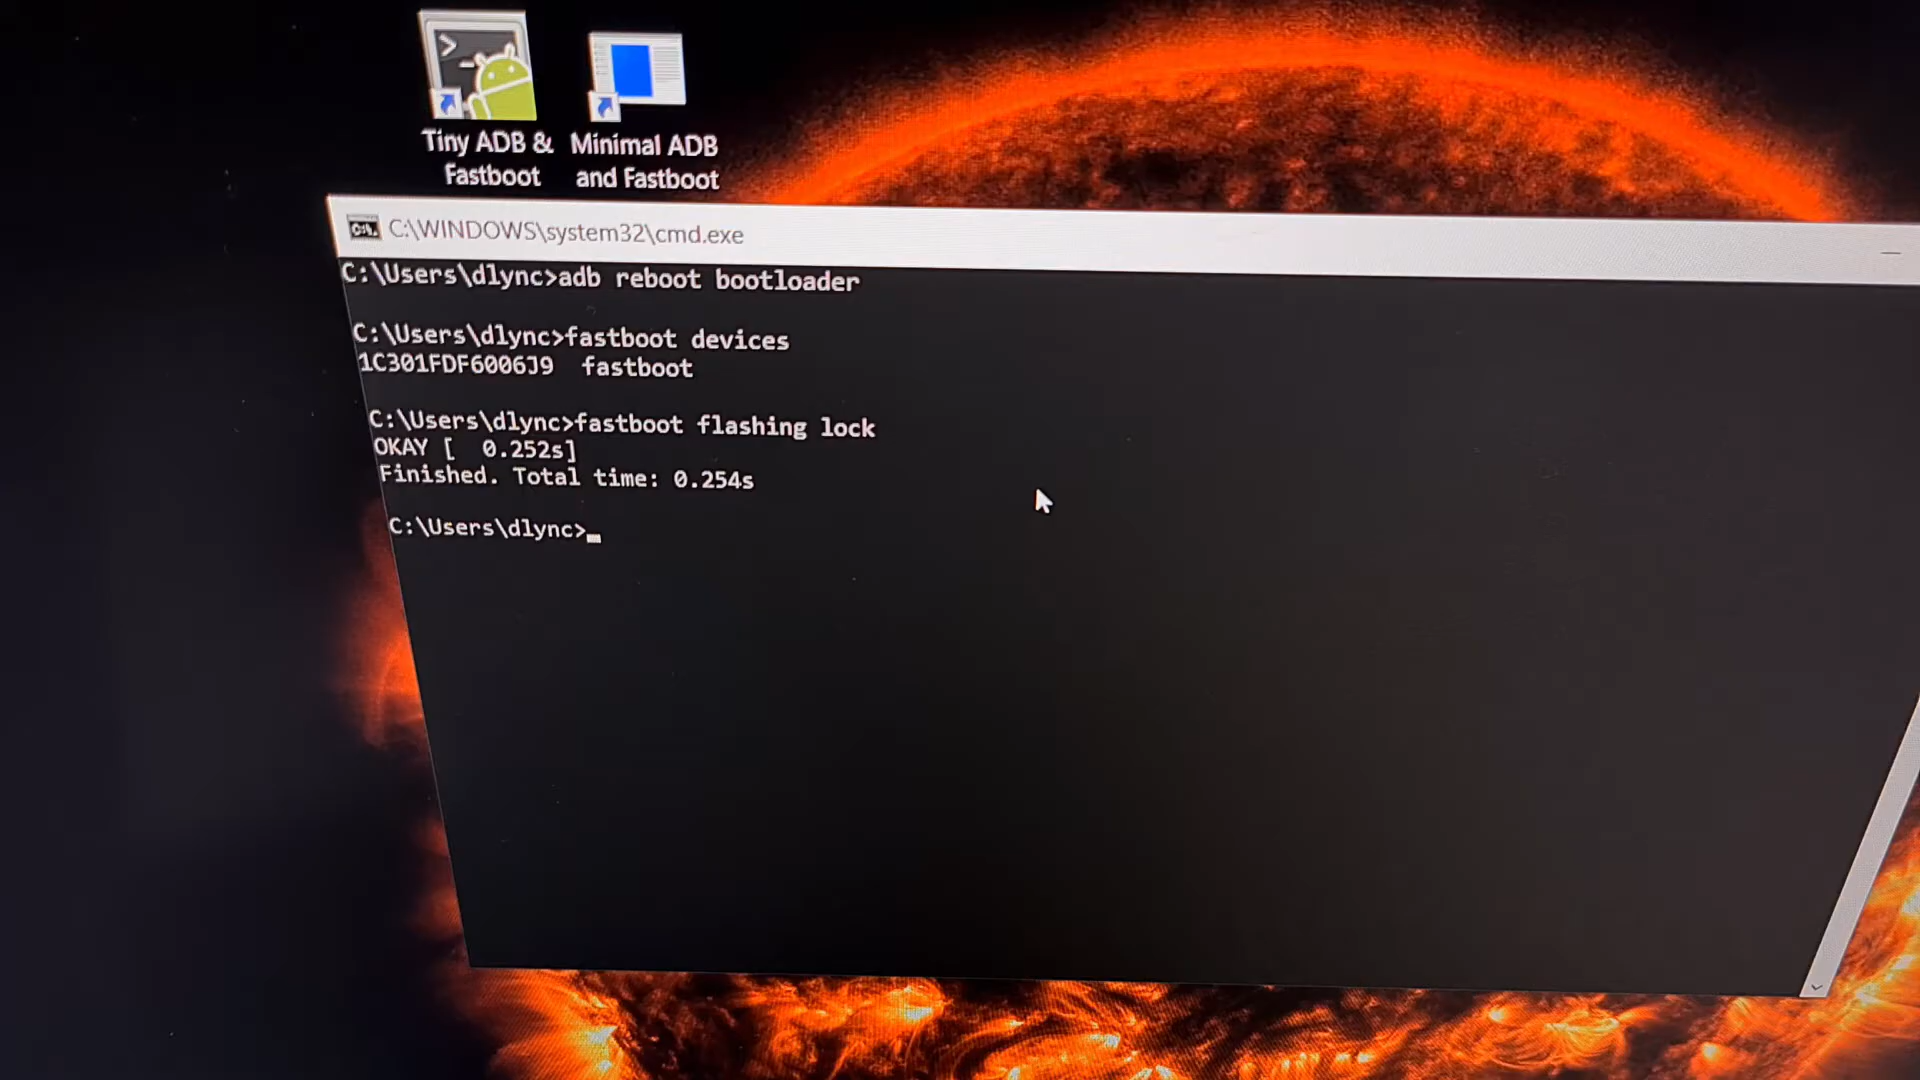 Tiny ADB &
Fastboot
Minimal ADB
and Fastboot
C:\WINDOWS\system32\cmd.exe
C:\Users\dlync>adb reboot bootloader
C:\Users\dlync>fastboot devices
1C301FDF6006J9  fastboot
C:\Users\dlync>fastboot flashing lock
OKAY [  0.252s]
Finished. Total time: 0.254s
C:\Users\dlync>